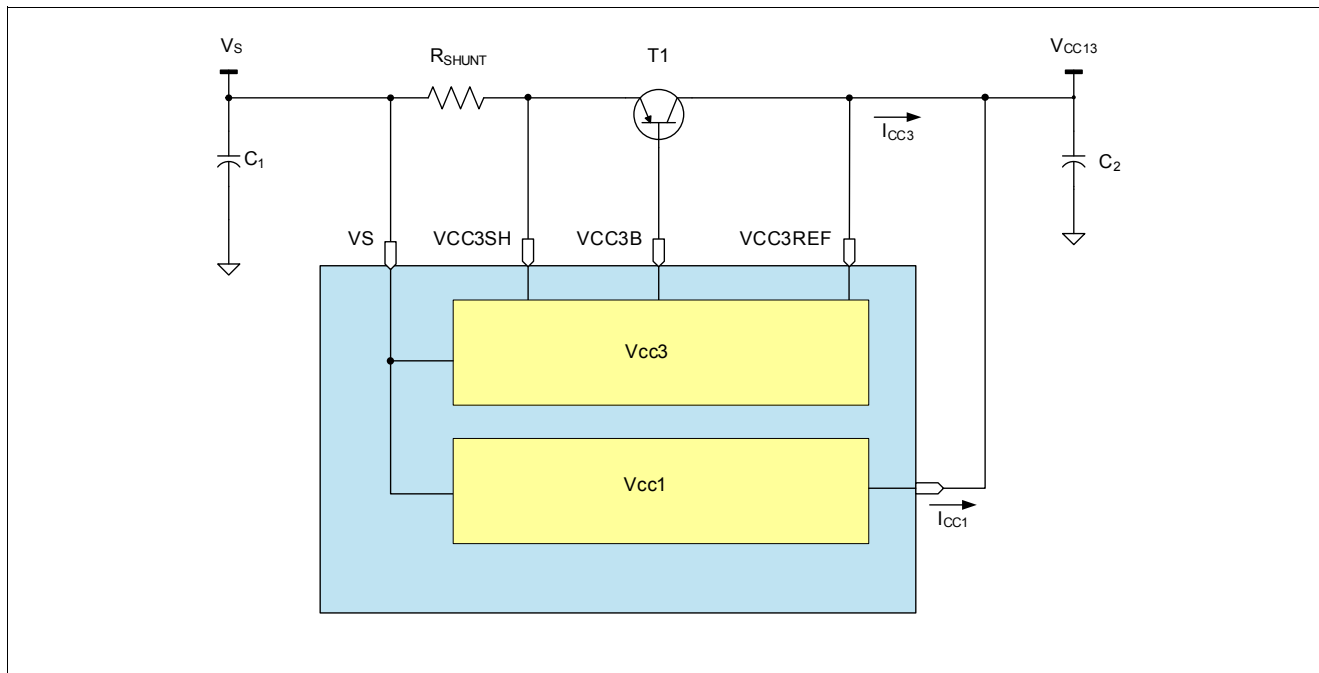 VS
RSHUNT
T1
VCC13
ICC3
C1
C2
VS
VCC3SH
VCC3B
VCC3REF
Vcc3
Vcc1
ICC1